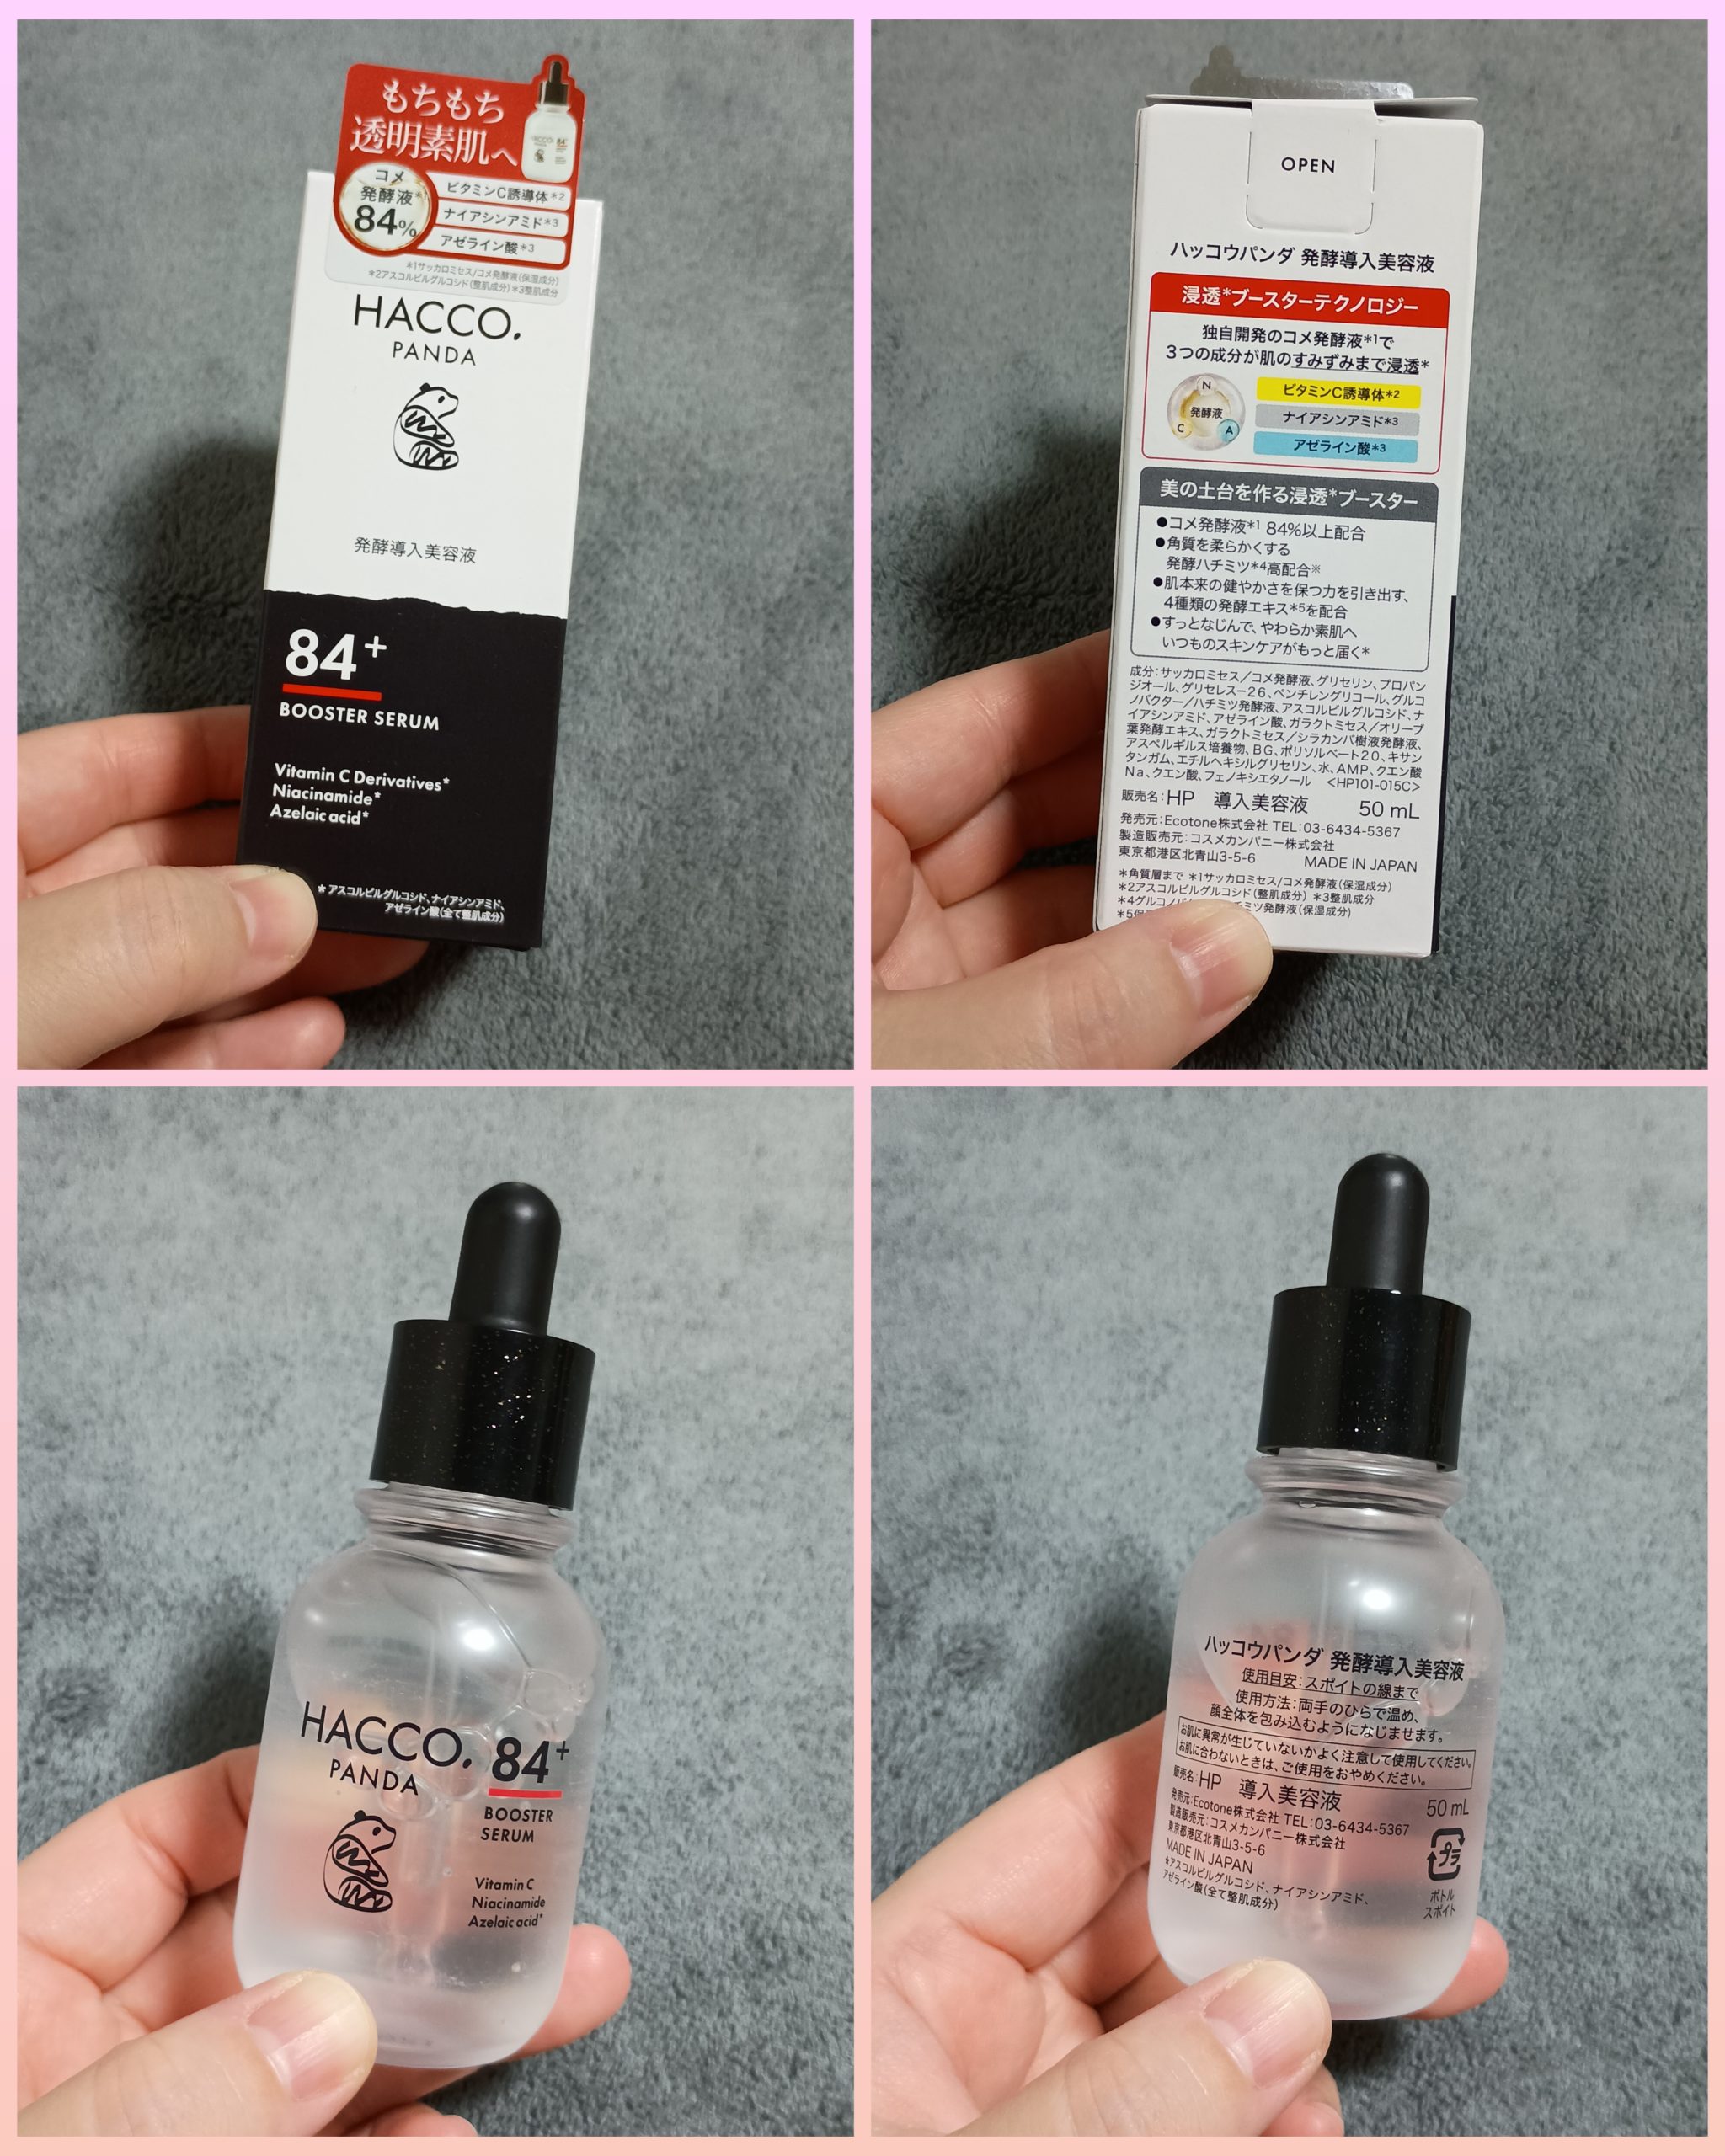 もちもち
透明素肌へ
コメ
発酵液*1
84%
ビタミンC誘導体*2
ナイアシンアミド*3
アゼライン酸*3
*1サッカロミセス/コメ発酵液(保湿成分)
*2アスコルビルグルコシド(整肌成分)*3整肌成分
HACCO.
PANDA
発酵導入美容液
84+
BOOSTER SERUM
Vitamin C Derivatives*
Niacinamide*
Azelaic acid*
* アスコルビルグルコシド、ナイアシンアミド、
アゼライン酸(全て整肌成分)
OPEN
ハッコウパンダ 発酵導入美容液
浸透*ブースターテクノロジー
独自開発のコメ発酵液*1で
3つの成分が肌のすみずみまで浸透*
N
発酵液
C
A
ビタミンC誘導体*2
ナイアシンアミド*3
アゼライン酸*3
美の土台を作る浸透*ブースター
●コメ発酵液*1 84%以上配合
●角質を柔らかくする
発酵ハチミツ*4高配合※
●肌本来の健やかさを保つ力を引き出す、
4種類の発酵エキス*5を配合
●すっとなじんで、やわらか素肌へ
いつものスキンケアがもっと届く*
成分:サッカロミセス/コメ発酵液、グリセリン、プロパン
ジオール、グリセレス-26、ペンチレングリコール、グルコ
ノバクター/ハチミツ発酵液、アスコルビルグルコシド、ナ
イアシンアミド、アゼライン酸、ガラクトミセス/オリーブ
葉発酵エキス、ガラクトミセス/シラカンバ樹液発酵液、
アスペルギルス培養物、BG、ポリソルベート20、キサン
タンガム、エチルヘキシルグリセリン、水、AMP、クエン酸
Na、クエン酸、フェノキシエタノール <HP101-015C>
販売名:HP 導入美容液 50 mL
発売元:Ecotone株式会社 TEL:03-6434-5367
製造販売元:コスメカンパニー株式会社
東京都港区北青山3-5-6 MADE IN JAPAN
*角質層まで *1サッカロミセス/コメ発酵液(保湿成分)
*2アスコルビルグルコシド(整肌成分) *3整肌成分
*4グルコノバ チミツ発酵液(保湿成分)
*5保
HACCO.
PANDA
84+
BOOSTER
SERUM
Vitamin C
Niacinamide
Azelaic acid*
ハッコウパンダ 発酵導入美容液
使用目安:スポイトの線まで
使用方法:両手のひらで温め、
顔全体を包み込むようになじませます。
お肌に異常が生じていないかよく注意して使用してください。
お肌に合わないときは、ご使用をおやめください。
販売名:HP 導入美容液 50 mL
発売元:Ecotone株式会社 TEL:03-6434-5367
製造販売元:コスメカンパニー株式会社
東京都港区北青山3-5-6
MADE IN JAPAN
*アスコルビルグルコシド、ナイアシンアミド、
アゼライン酸(全て整肌成分)
プラ
ボトル
スポイト